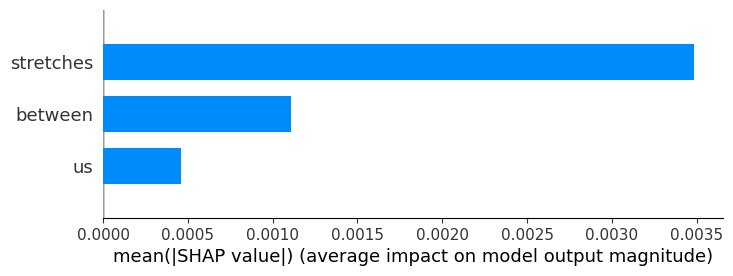 stretches
between
us
0.0000 0.0005 0.0010 0.0015 0.0020 0.0025 0.0030 0.0035
mean(|SHAP value|) (average impact on model output magnitude)